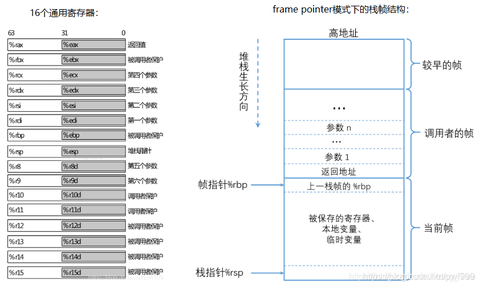 16个通用寄存器：
63 31 0
%rax %eax 返回值
%rbx %ebx 被调用者保护
%rcx %ecx 第四个参数
%rdx %edx 第三个参数
%rsi %esi 第二个参数
%rdi %edi 第一个参数
%rbp %ebp 被调用者保护
%rsp %esp 堆栈指针
%r8 %r8d 第五个参数
%r9 %r9d 第六个参数
%r10 %r10d 调用者保护
%r11 %r11d 调用者保护
%r12 %r12d 被调用者保护
%r13 %r13d 被调用者保护
%r14 %r14d 被调用者保护
%r15 %r15d 被调用者保护
frame pointer模式下的栈帧结构：
高地址
堆栈生长方向
较早的帧
...
参数 n
...
参数 1
返回地址
调用者的帧
帧指针%rbp
上一栈帧的 %rbp
被保存的寄存器、
本地变量、
临时变量
当前帧
栈指针%rsp